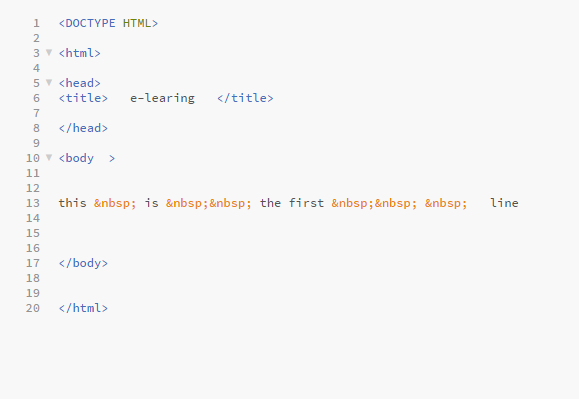 1 <DOCTYPE HTML>
2
3 <html>
4
5 <head>
6 <title>   e-learing   </title>
7
8 </head>
9
10 <body  >
11
12
13 this &nbsp; is &nbsp;&nbsp; the first &nbsp;&nbsp; &nbsp;   line
14
15
16
17 </body>
18
19
20 </html>